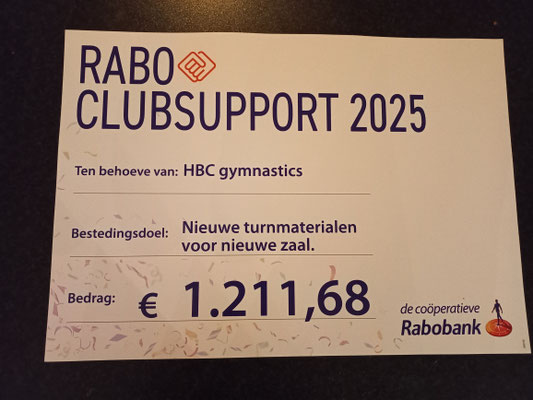 RABO
CLUBSUPPORT 2025
Ten behoeve van: HBC gymnastics
Bestedingsdoel: Nieuwe turnmaterialen
voor nieuwe zaal.
Bedrag: € 1.211,68
de coöperatieve
Rabobank